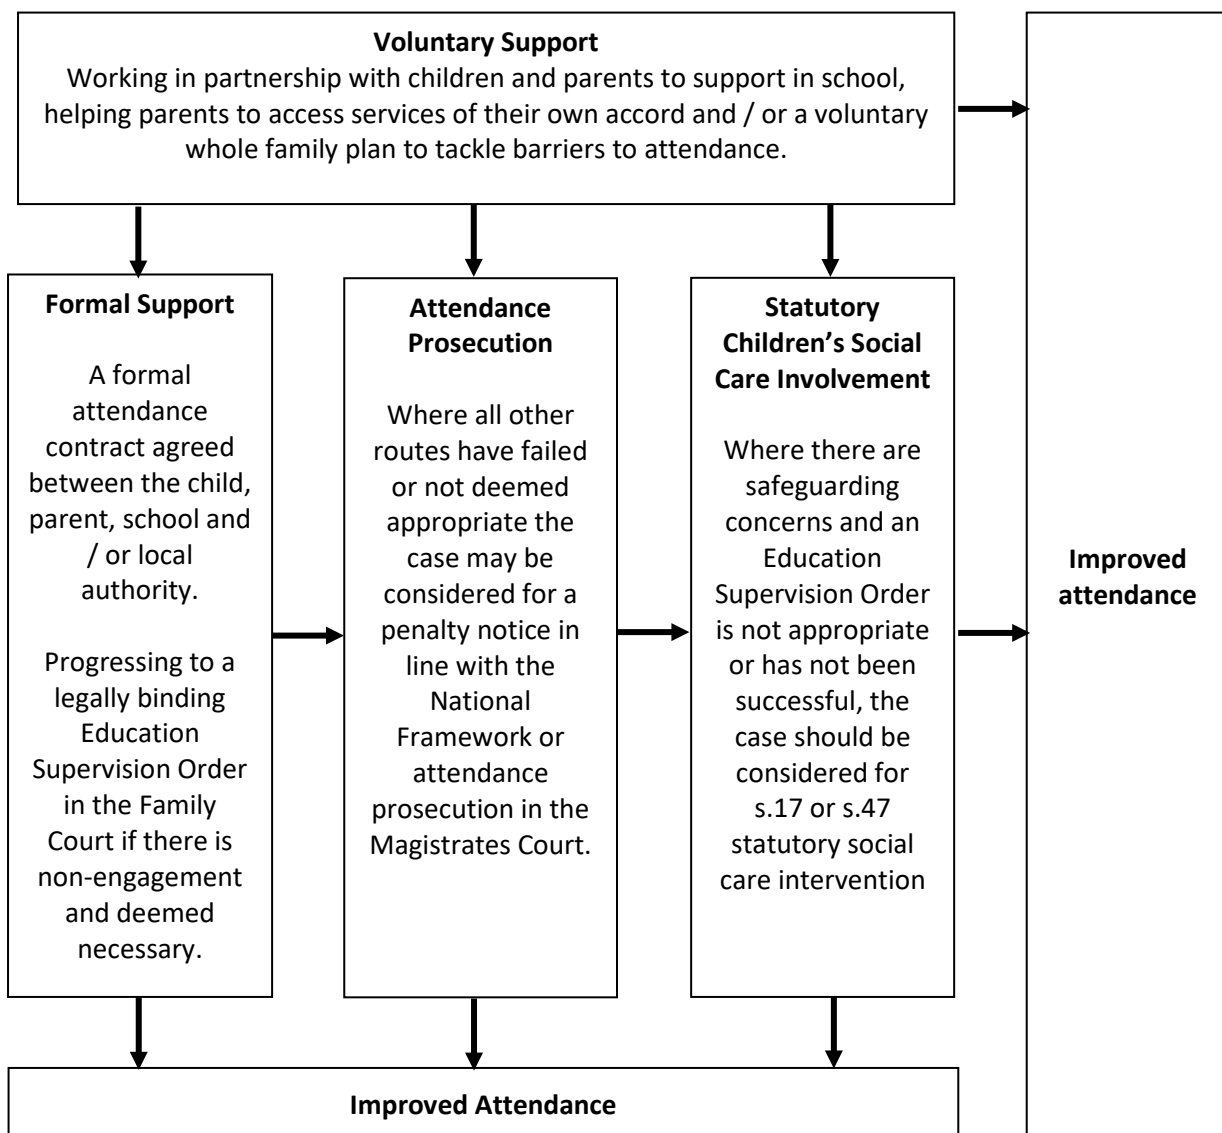 Voluntary Support
Working in partnership with children and parents to support in school,
helping parents to access services of their own accord and / or a voluntary
whole family plan to tackle barriers to attendance.
Formal Support
A formal
attendance
contract agreed
between the child,
parent, school and
/ or local
authority.
Progressing to a
legally binding
Education
Supervision Order
in the Family
Court if there is
non-engagement
and deemed
necessary.
Attendance
Prosecution
Where all other
routes have failed
or not deemed
appropriate the
case may be
considered for a
penalty notice in
line with the
National
Framework or
attendance
prosecution in the
Magistrates Court.
Statutory
Children’s Social
Care Involvement
Where there are
safeguarding
concerns and an
Education
Supervision Order
is not appropriate
or has not been
successful, the
case should be
considered for
s.17 or s.47
statutory social
care intervention
Improved
attendance
Improved Attendance